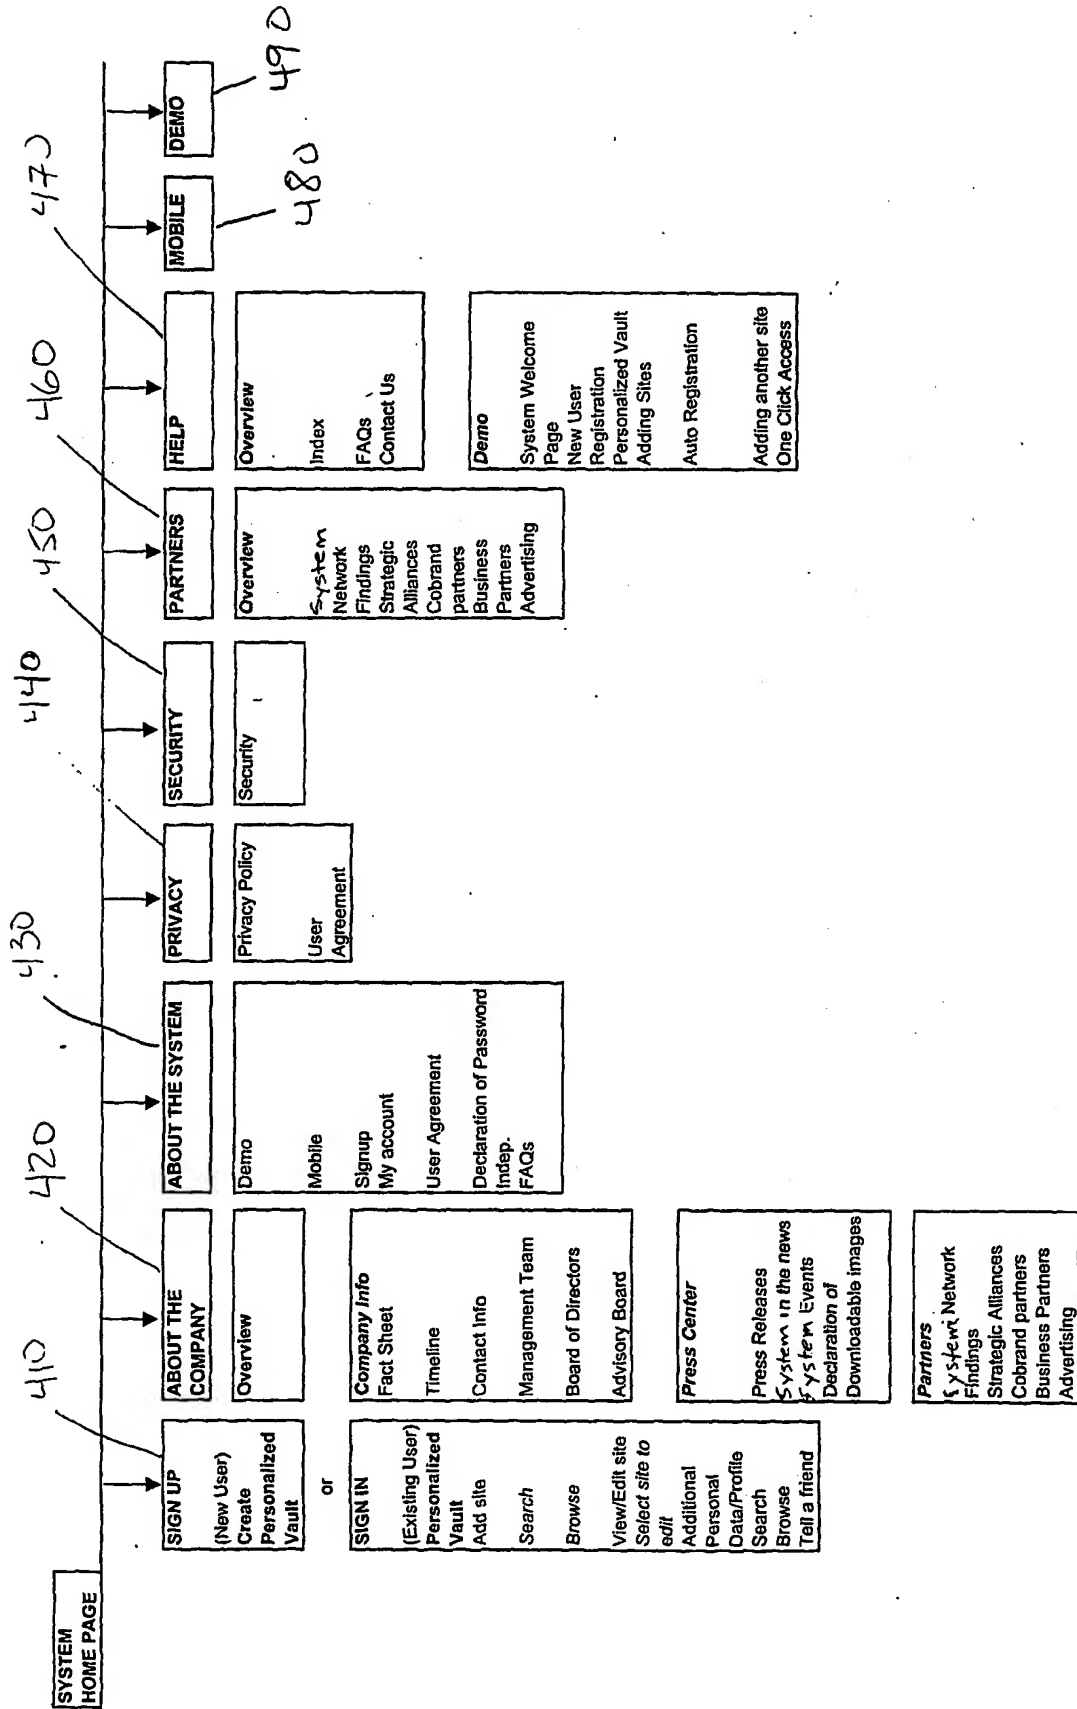 SYSTEM
HOME PAGE
410
SIGN UP
(New User)
Create
Personalized
Vault
or
SIGN IN
(Existing User)
Personalized
Vault
Add site
Search
Browse
View/Edit site
Select site to
edit
Additional
Personal
Data/Profile
Search
Browse
Tell a friend
420
ABOUT THE
COMPANY
Overview
Company Info
Fact Sheet
Timeline
Contact Info
Management Team
Board of Directors
Advisory Board
Press Center
Press Releases
System in the news
System Events
Declaration of
Downloadable images
Partners
System Network
Findings
Strategic Alliances
Cobrand partners
Business Partners
Advertising
430
ABOUT THE SYSTEM
Demo
Mobile
Signup
My account
User Agreement
Declaration of Password
Indep.
FAQs
440
PRIVACY
Privacy Policy
User
Agreement
450
SECURITY
Security
460
PARTNERS
Overview
System
Network
Findings
Strategic
Alliances
Cobrand
partners
Business
Partners
Advertising
470
HELP
Overview
Index
FAQs
Contact Us
Demo
System Welcome
Page
New User
Registration
Personalized Vault
Adding Sites
Auto Registration
Adding another site
One Click Access
MOBILE
480
DEMO
490